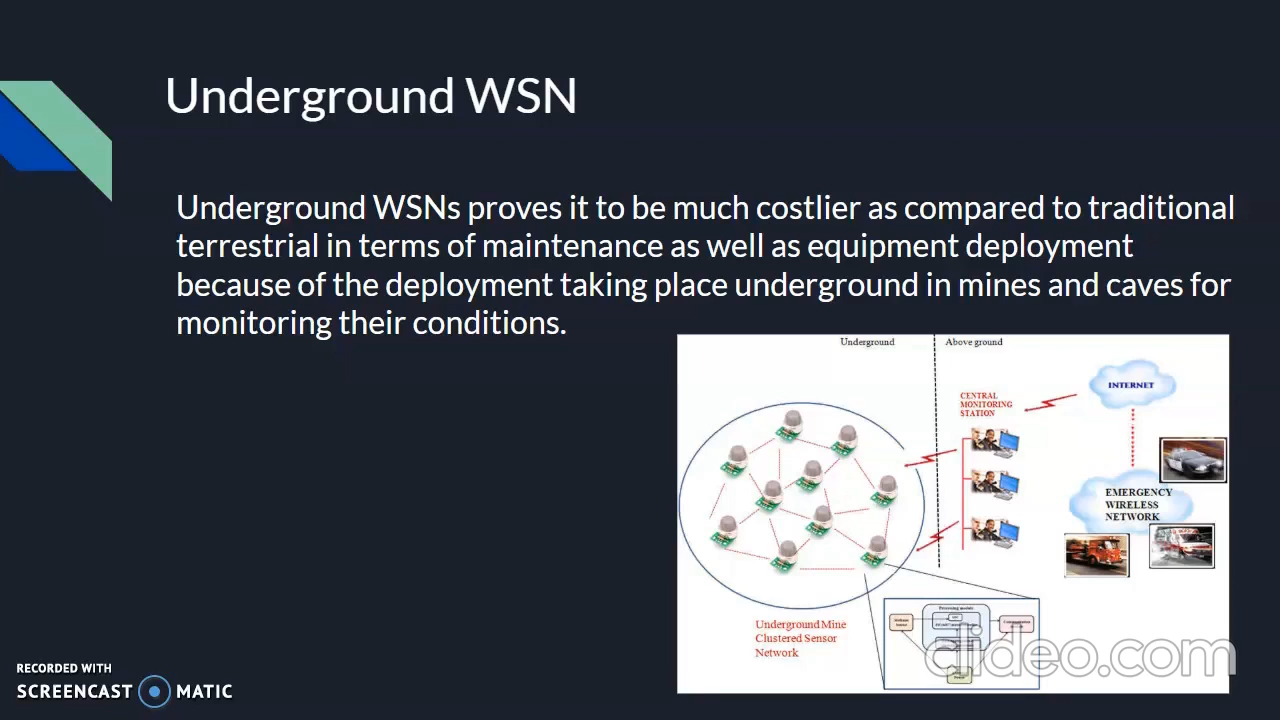 Underground WSN
Underground WSNs proves it to be much costlier as compared to traditional
terrestrial in terms of maintenance as well as equipment deployment
because of the deployment taking place underground in mines and caves for
monitoring their conditions.
Underground
Above ground
INTERNET
CENTRAL
MONITORING
STATION
EMERGENCY
WIRELESS
NETWORK
Underground Mine
Clustered Sensor
Network
Processing module
clideo.com
RECORDED WITH
SCREENCAST MATIC